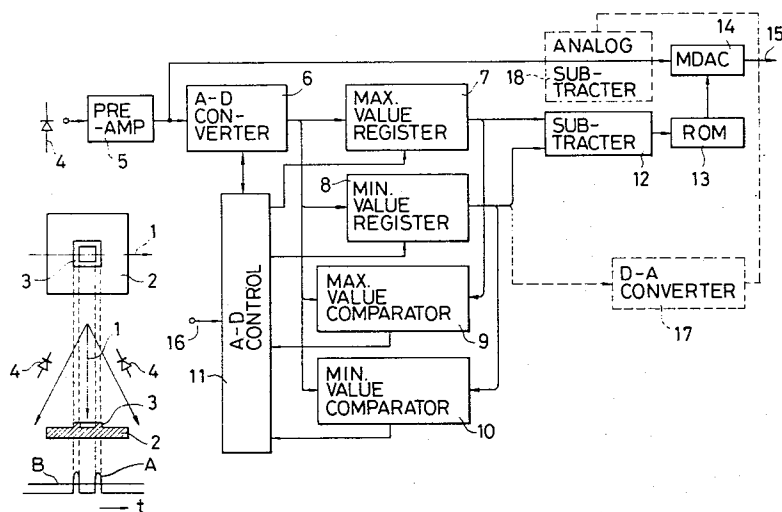 4
PRE
-AMP
5
6
A-D
CON-
VERTER
7
MAX.
VALUE
REGISTER
8
MIN.
VALUE
REGISTER
MAX.
VALUE
COMPARATOR
9
MIN.
VALUE
COMPARATOR
10
A-D CONTROL
11
16
ANALOG
18
SUB-
TRACTER
SUB-
TRACTER
12
ROM
13
14
MDAC
15
D-A
CONVERTER
17
1
3
2
1
4
4
3
2
B
A
t